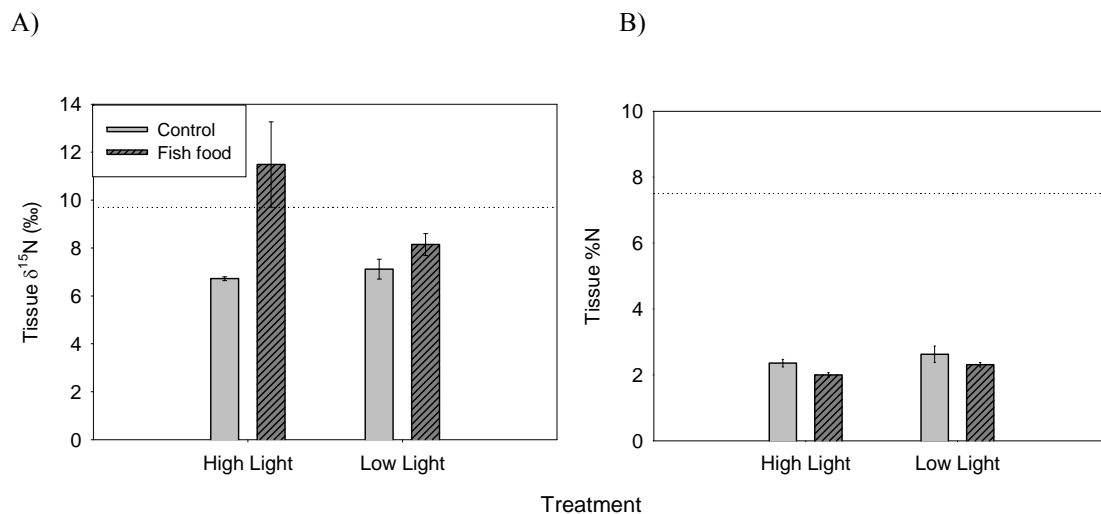 A)
B)
Tissue δ¹⁵N (‰)
14
12
10
8
6
4
2
0
Control
Fish food
High Light
Low Light
Tissue %N
10
8
6
4
2
0
High Light
Low Light
Treatment